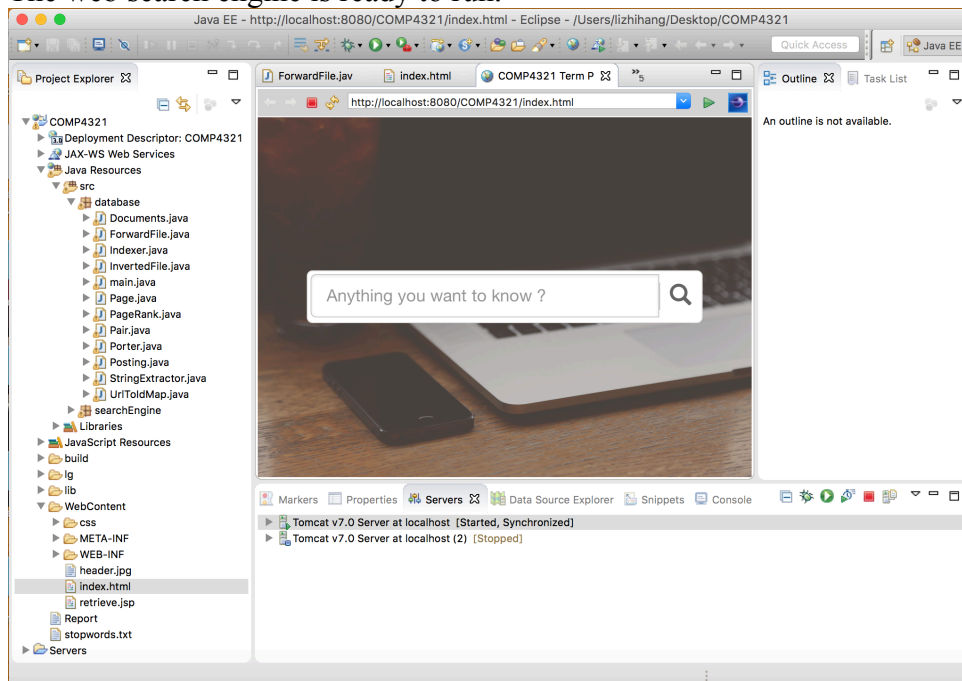 The web search engine is ready to run.
Java EE - http://localhost:8080/COMP4321/index.html - Eclipse - /Users/lizhihang/Desktop/COMP4321
Quick Access
Java EE
Project Explorer
COMP4321
Deployment Descriptor: COMP4321
JAX-WS Web Services
Java Resources
src
database
Documents.java
ForwardFile.java
Indexer.java
InvertedFile.java
main.java
Page.java
PageRank.java
Pair.java
Porter.java
Posting.java
StringExtractor.java
UrlToIdMap.java
searchEngine
Libraries
JavaScript Resources
build
lg
lib
WebContent
css
META-INF
WEB-INF
header.jpg
index.html
retrieve.jsp
Report
stopwords.txt
Servers
ForwardFile.jav
index.html
COMP4321 Term P
»5
http://localhost:8080/COMP4321/index.html
Anything you want to know ?
Outline
Task List
An outline is not available.
Markers
Properties
Servers
Data Source Explorer
Snippets
Console
Tomcat v7.0 Server at localhost [Started, Synchronized]
Tomcat v7.0 Server at localhost (2) [Stopped]